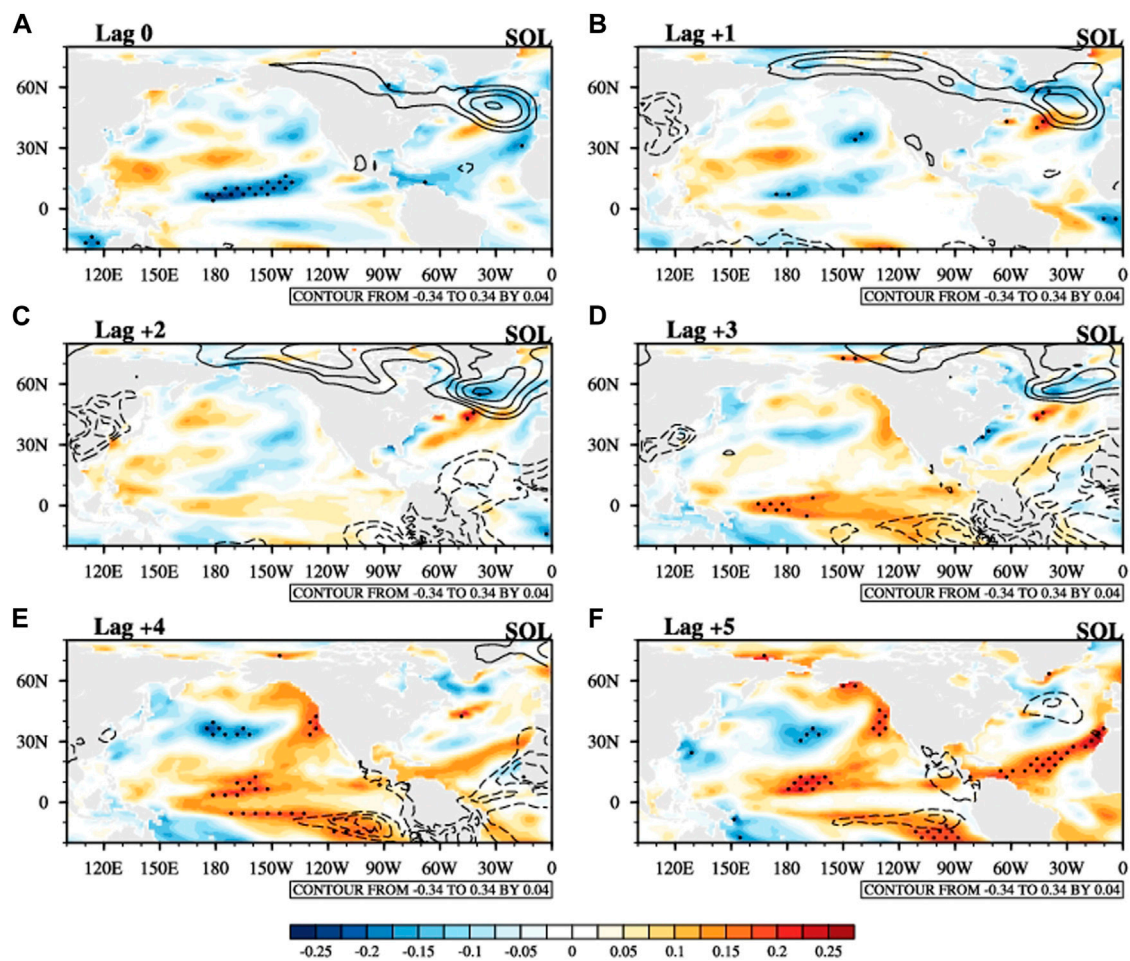 A Lag 0 SOL
B Lag +1 SOL
60N
30N
0
120E 150E 180 150W 120W 90W 60W 30W 0
CONTOUR FROM -0.34 TO 0.34 BY 0.04
60N
30N
0
120E 150E 180 150W 120W 90W 60W 30W 0
CONTOUR FROM -0.34 TO 0.34 BY 0.04
C Lag +2 SOL
D Lag +3 SOL
60N
30N
0
120E 150E 180 150W 120W 90W 60W 30W 0
CONTOUR FROM -0.34 TO 0.34 BY 0.04
60N
30N
0
120E 150E 180 150W 120W 90W 60W 30W 0
CONTOUR FROM -0.34 TO 0.34 BY 0.04
E Lag +4 SOL
F Lag +5 SOL
60N
30N
0
120E 150E 180 150W 120W 90W 60W 30W 0
CONTOUR FROM -0.34 TO 0.34 BY 0.04
60N
30N
0
120E 150E 180 150W 120W 90W 60W 30W 0
CONTOUR FROM -0.34 TO 0.34 BY 0.04
-0.25 -0.2 -0.15 -0.1 -0.05 0 0.05 0.1 0.15 0.2 0.25